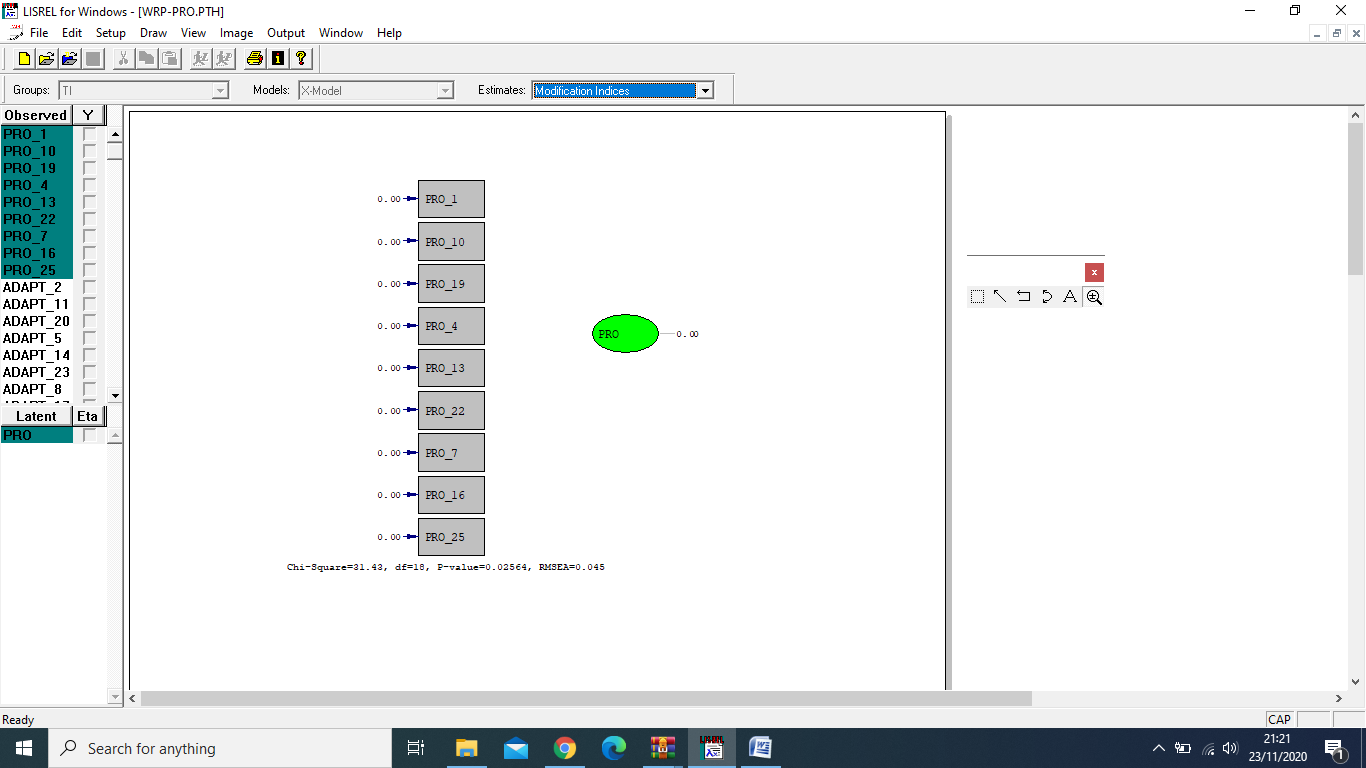 LISREL for Windows - [WRP-PRO.PTH]
File Edit Setup Draw View Image Output Window Help
Groups: TI Models: X-Model Estimates: Modification Indices
Observed Y
PRO_1
PRO_10
PRO_19
PRO_4
PRO_13
PRO_22
PRO_7
PRO_16
PRO_25
ADAPT_2
ADAPT_11
ADAPT_20
ADAPT_5
ADAPT_14
ADAPT_23
ADAPT_8
Latent Eta
PRO
0.00 PRO_1
0.00 PRO_10
0.00 PRO_19
0.00 PRO_4
0.00 PRO_13
0.00 PRO_22
0.00 PRO_7
0.00 PRO_16
0.00 PRO_25
PRO 0.00
Chi-Square=31.43, df=18, P-value=0.02564, RMSEA=0.045
A
Ready
CAP
Search for anything
21:21
23/11/2020
1